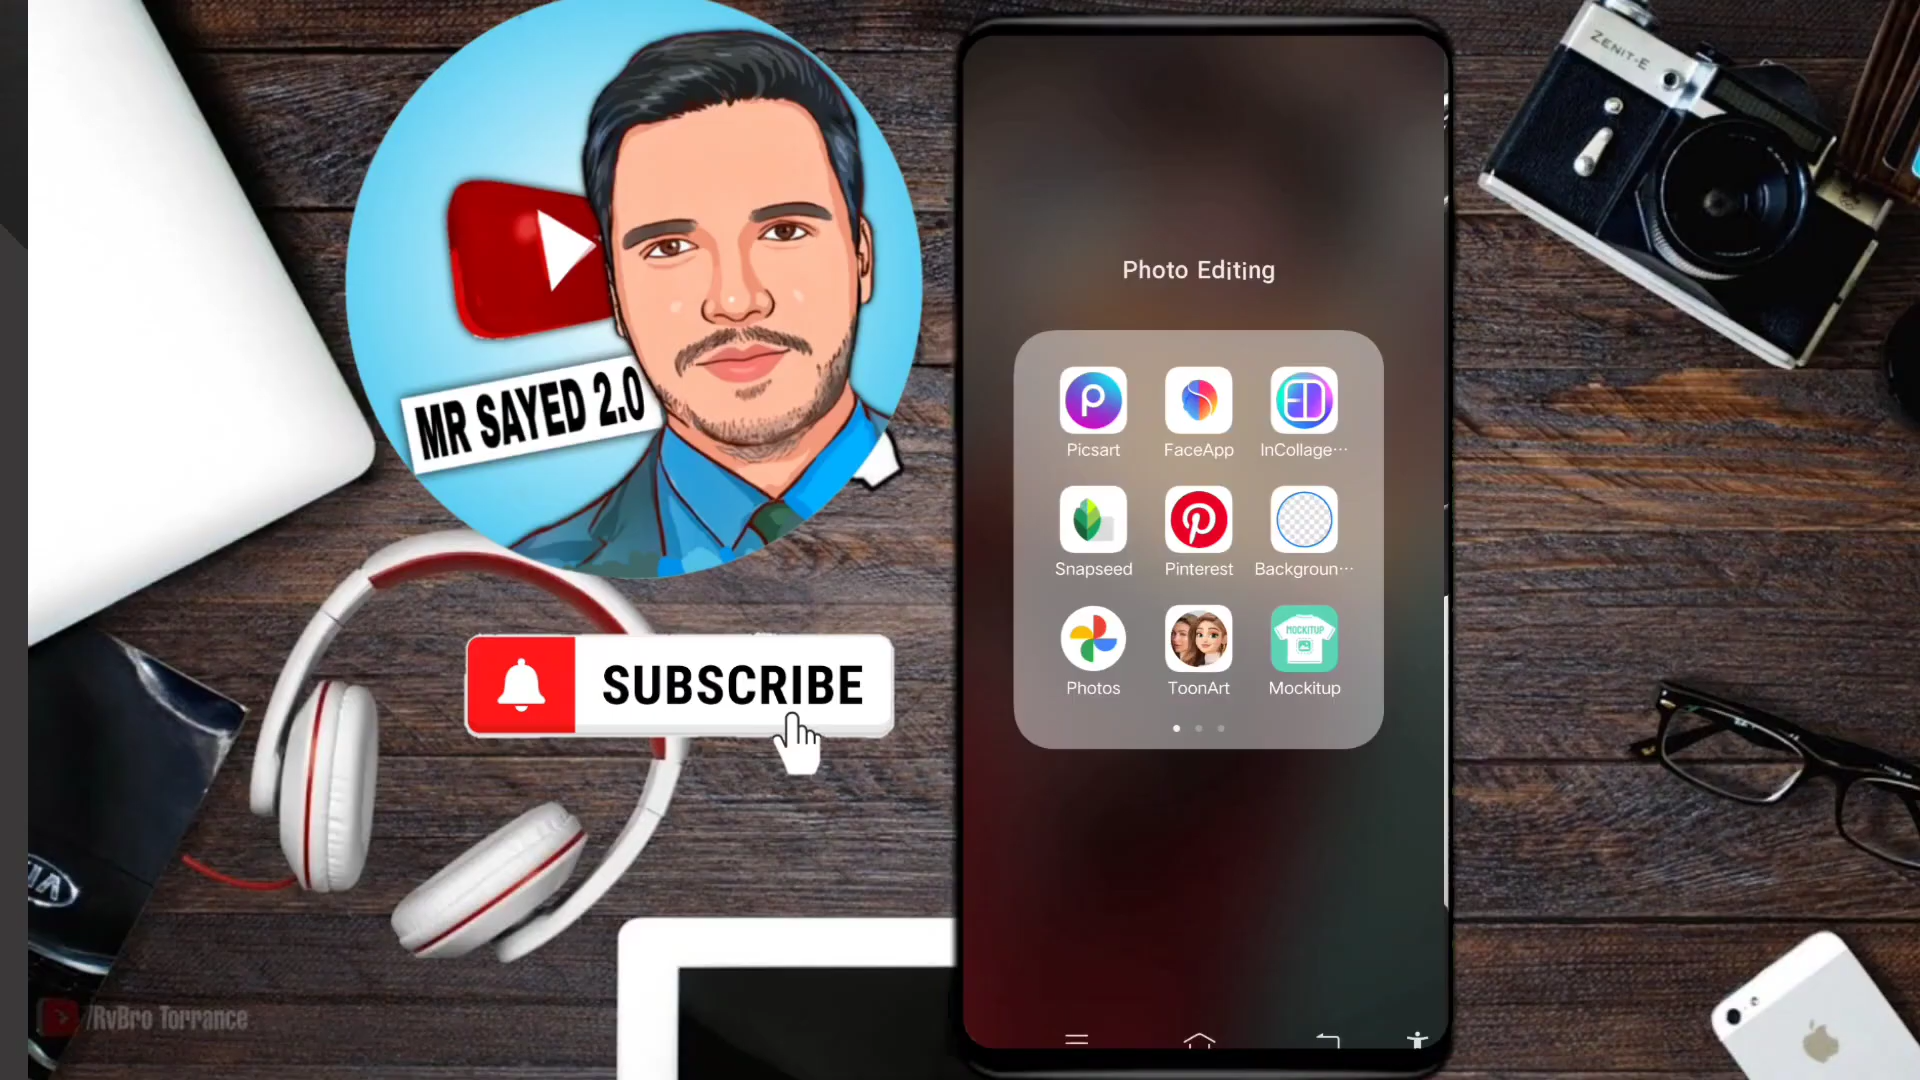 ZENIT-E
MR SAYED 2.0
SUBSCRIBE
Photo Editing
Picsart
FaceApp
InCollage···
Snapseed
Pinterest
Backgroun···
Photos
ToonArt
MOCKITUP
Mockitup
/RvBro Torrance